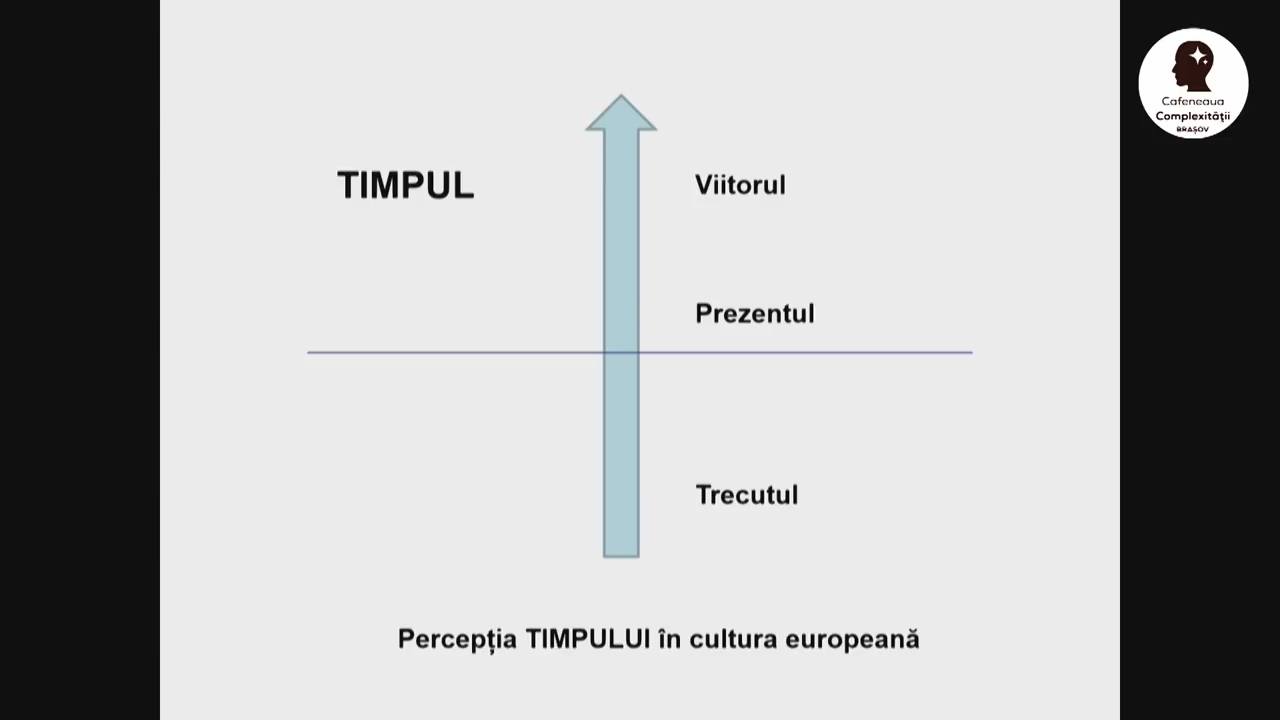 TIMPUL
Viitorul
Prezentul
Trecutul
Percepția TIMPULUI în cultura europeană
Cafeneaua
Complexității
BRAȘOV